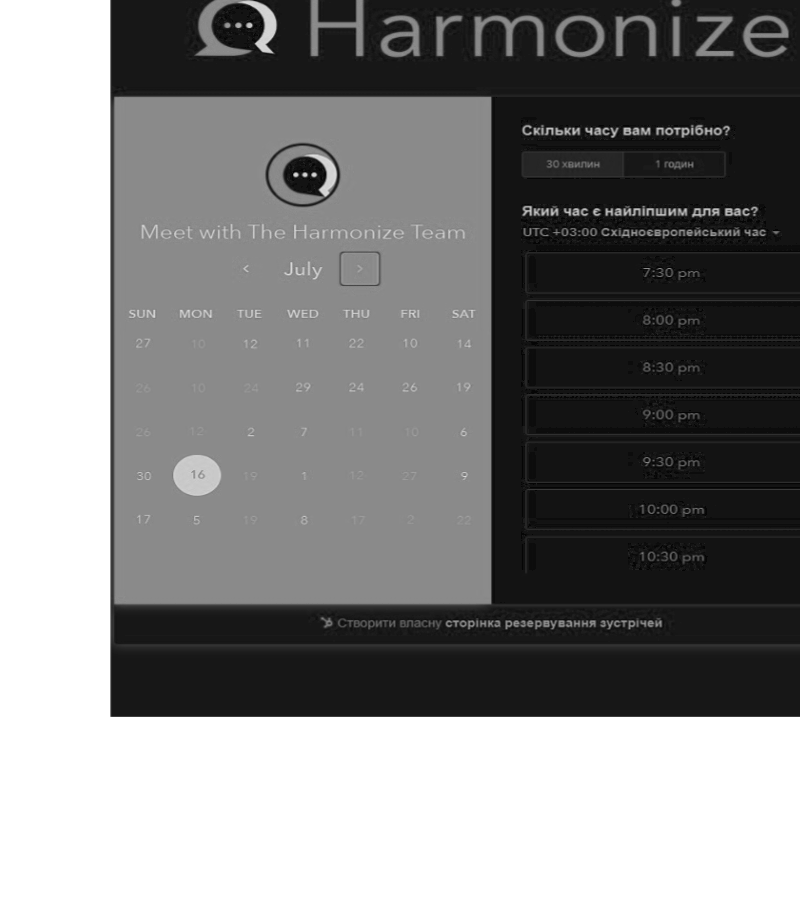 Harmonize
Meet with The Harmonize Team
July
SUN MON TUE WED THU FRI SAT
27 10 12 11 22 10 14
26 10 24 29 24 26 19
26 12 2 7 11 10 6
30 16 19 1 12 27 9
17 5 19 8 17 2 22
Скільки часу вам потрібно?
30 хвилин 1 годин
Який час є найліпшим для вас?
UTC +03:00 Східноєвропейський час
7:30 pm
8:00 pm
8:30 pm
9:00 pm
9:30 pm
10:00 pm
10:30 pm
Створити власну сторінка резервування зустрічей